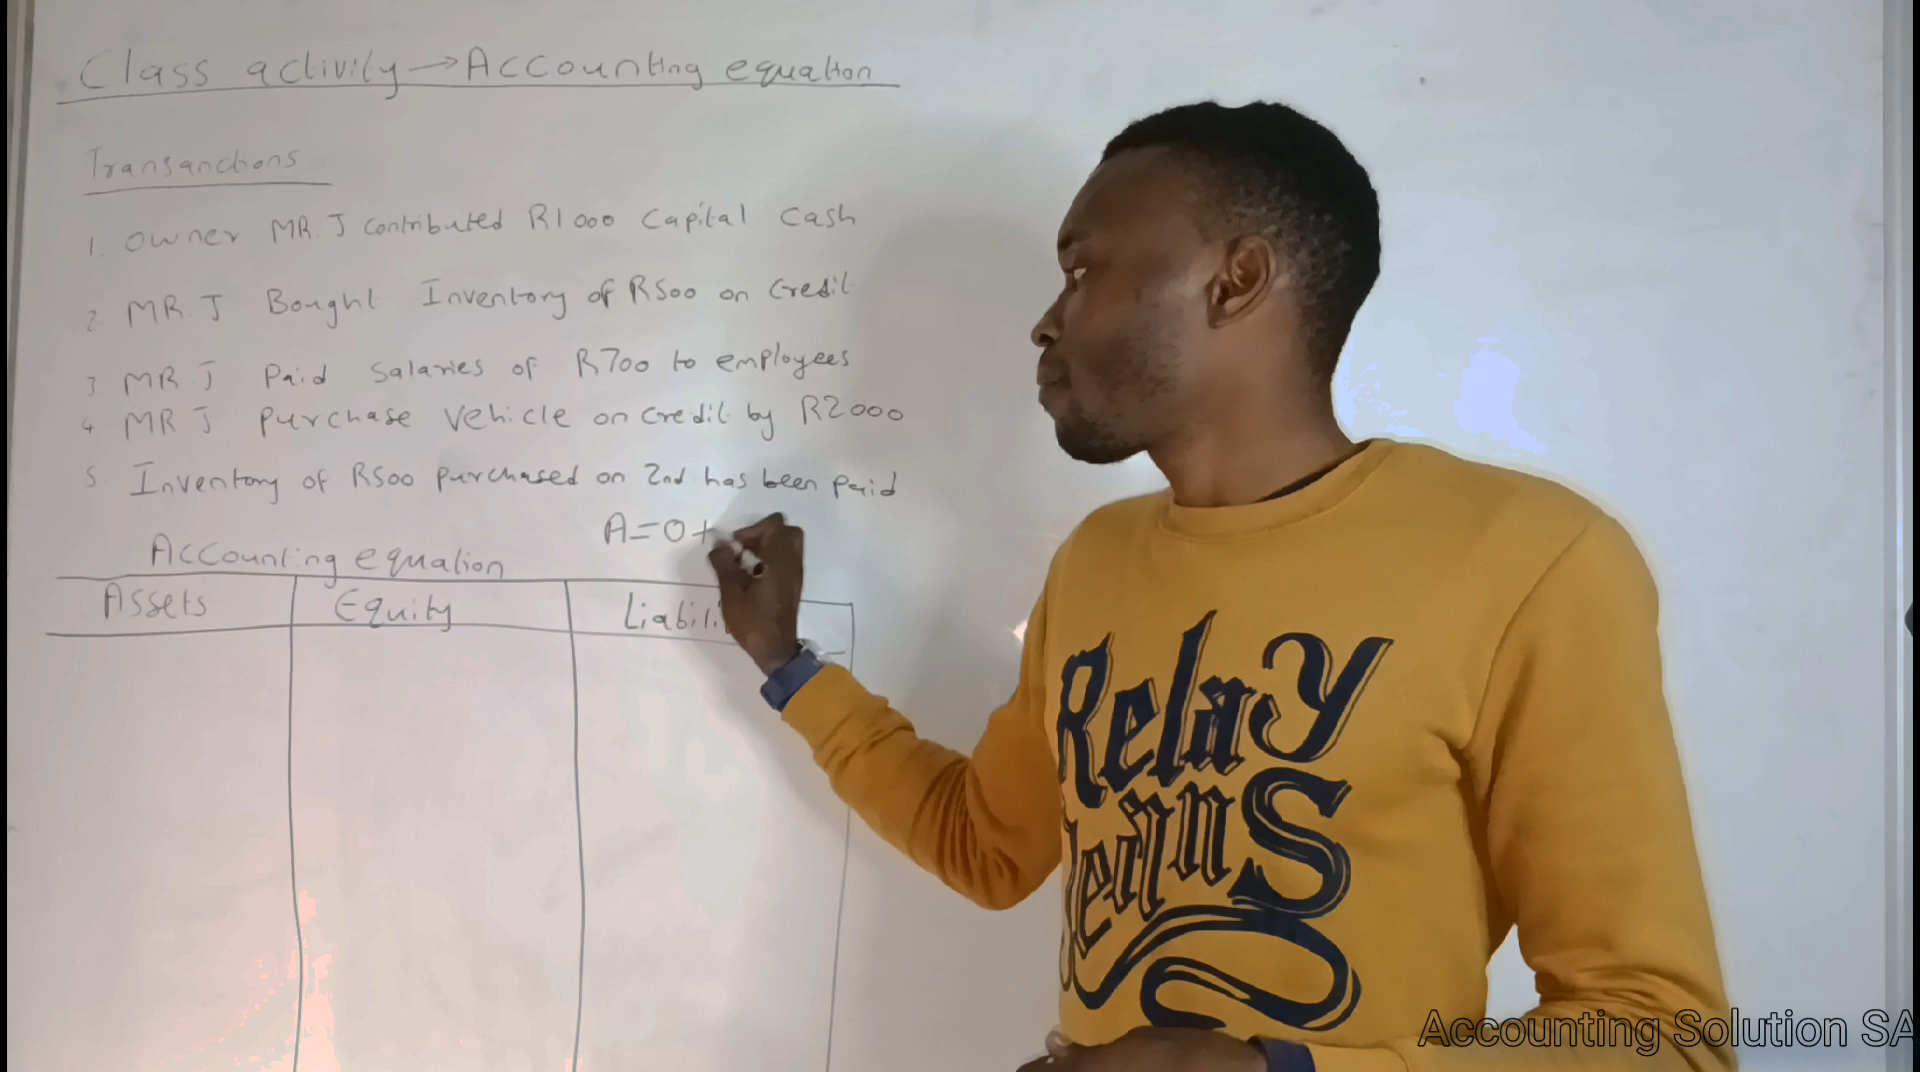 Class activity → Accounting equation
Transanctions
1. Owner MR. J contributed R1000 Capital Cash
2. MR J Bought Inventory of R500 on Credit
3 MR J Paid Salaries of R700 to employees
4 MR J Purchase Vehicle on Credit by R2000
5. Inventory of R500 purchased on 2nd has been paid
A=O+
Accounting equation
Assets Equity Liabili
Relay
Jeans
Accounting Solution SA